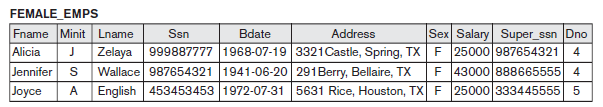 FEMALE_EMPS
Fname Minit Lname Ssn Bdate Address Sex Salary Super_ssn Dno
Alicia J Zelaya 999887777 1968-07-19 3321Castle, Spring, TX F 25000 987654321 4
Jennifer S Wallace 987654321 1941-06-20 291Berry, Bellaire, TX F 43000 888665555 4
Joyce A English 453453453 1972-07-31 5631 Rice, Houston, TX F 25000 333445555 5